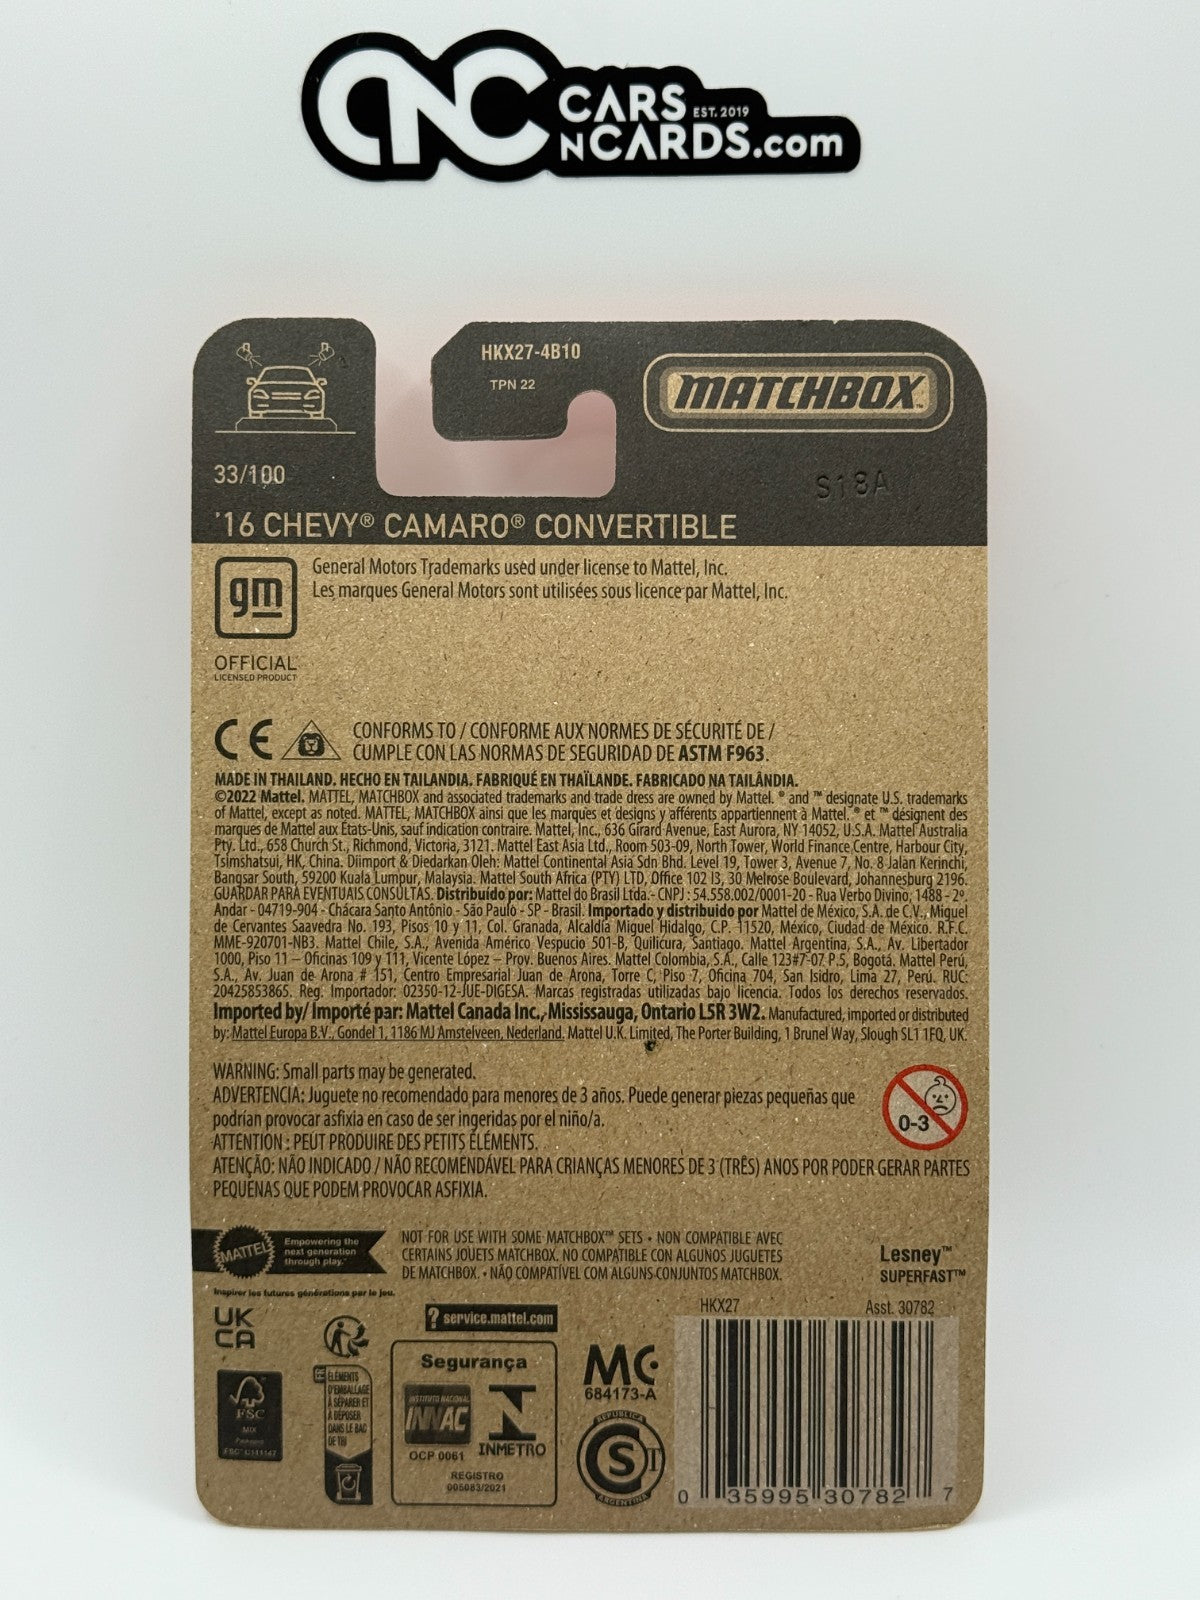 CNC CARS EST. 2019
N CARDS.com
HKX27-4B10
TPN 22
MATCHBOX
33/100
S18A
'16 CHEVY® CAMARO® CONVERTIBLE
gm
General Motors Trademarks used under license to Mattel, Inc.
Les marques General Motors sont utilisées sous licence par Mattel, Inc.
OFFICIAL
LICENSED PRODUCT
CE
CONFORMS TO / CONFORME AUX NORMES DE SÉCURITÉ DE /
CUMPLE CON LAS NORMAS DE SEGURIDAD DE ASTM F963.
MADE IN THAILAND. HECHO EN TAILANDIA. FABRIQUÉ EN THAÏLANDE. FABRICADO NA TAILÂNDIA.
©2022 Mattel. MATTEL, MATCHBOX and associated trademarks and trade dress are owned by Mattel. ® and ™ designate U.S. trademarks
of Mattel, except as noted. MATTEL, MATCHBOX ainsi que les marques et designs y afférents appartiennent à Mattel. ® et ™ désignent des
marques de Mattel aux États-Unis, sauf indication contraire. Mattel, Inc., 636 Girard Avenue, East Aurora, NY 14052, U.S.A. Mattel Australia
Pty. Ltd., 658 Church St., Richmond, Victoria, 3121. Mattel East Asia Ltd., Room 503-09, North Tower, World Finance Centre, Harbour City,
Tsimshatsui, HK, China. Diimport & Diedarkan Oleh: Mattel Continental Asia Sdn Bhd. Level 19, Tower 3, Avenue 7, No. 8 Jalan Kerinchi,
Bangsar South, 59200 Kuala Lumpur, Malaysia. Mattel South Africa (PTY) LTD, Office 102 I3, 30 Melrose Boulevard, Johannesburg 2196.
GUARDAR PARA EVENTUAIS CONSULTAS. Distribuído por: Mattel do Brasil Ltda.- CNPJ : 54.558.002/0001-20 - Rua Verbo Divino, 1488 - 2º.
Andar - 04719-904 - Chácara Santo Antônio - São Paulo - SP - Brasil. Importado y distribuido por Mattel de México, S.A. de C.V., Miguel
de Cervantes Saavedra No. 193, Pisos 10 y 11, Col. Granada, Alcaldía Miguel Hidalgo, C.P. 11520, México, Ciudad de México. R.F.C.
MME-920701-NB3. Mattel Chile, S.A., Avenida Américo Vespucio 501-B, Quilicura, Santiago. Mattel Argentina, S.A., Av. Libertador
1000, Piso 11 – Oficinas 109 y 111, Vicente López – Prov. Buenos Aires. Mattel Colombia, S.A., Calle 123#7-07 P.5, Bogotá. Mattel Perú,
S.A., Av. Juan de Arona # 151, Centro Empresarial Juan de Arona, Torre C, Piso 7, Oficina 704, San Isidro, Lima 27, Perú. RUC:
20425853865. Reg. Importador: 02350-12-JUE-DIGESA. Marcas registradas utilizadas bajo licencia. Todos los derechos reservados.
Imported by/ Importé par: Mattel Canada Inc., Mississauga, Ontario L5R 3W2. Manufactured, imported or distributed
by: Mattel Europa B.V., Gondel 1, 1186 MJ Amstelveen, Nederland. Mattel U.K. Limited, The Porter Building, 1 Brunel Way, Slough SL1 1FQ, UK.
WARNING: Small parts may be generated.
ADVERTENCIA: Juguete no recomendado para menores de 3 años. Puede generar piezas pequeñas que
podrían provocar asfixia en caso de ser ingeridas por el niño/a.
ATTENTION : PEUT PRODUIRE DES PETITS ÉLÉMENTS.
ATENÇÃO: NÃO INDICADO / NÃO RECOMENDÁVEL PARA CRIANÇAS MENORES DE 3 (TRÊS) ANOS POR PODER GERAR PARTES
PEQUENAS QUE PODEM PROVOCAR ASFIXIA.
0-3
MATTEL
Empowering the
next generation
through play.™
Inspirer les futures générations par le jeu.
NOT FOR USE WITH SOME MATCHBOX™ SETS • NON COMPATIBLE AVEC
CERTAINS JOUETS MATCHBOX. NO COMPATIBLE CON ALGUNOS JUGUETES
DE MATCHBOX. • NÃO COMPATÍVEL COM ALGUNS CONJUNTOS MATCHBOX.
Lesney™
SUPERFAST™
UK
CA
? service.mattel.com
HKX27 Asst. 30782
FSC
MIX
FSC® C111147
FR
ÉLÉMENTS
D'EMBALLAGE
À SÉPARER ET
À DÉPOSER
DANS LE BAC
DE TRI
Segurança
INSTITUTO NACIONAL
INNAC
OCP 0061
INMETRO
REGISTRO
005083/2021
MC
684173-A
REPUBLICA
S T
ARGENTINA
0 35995 30782 7